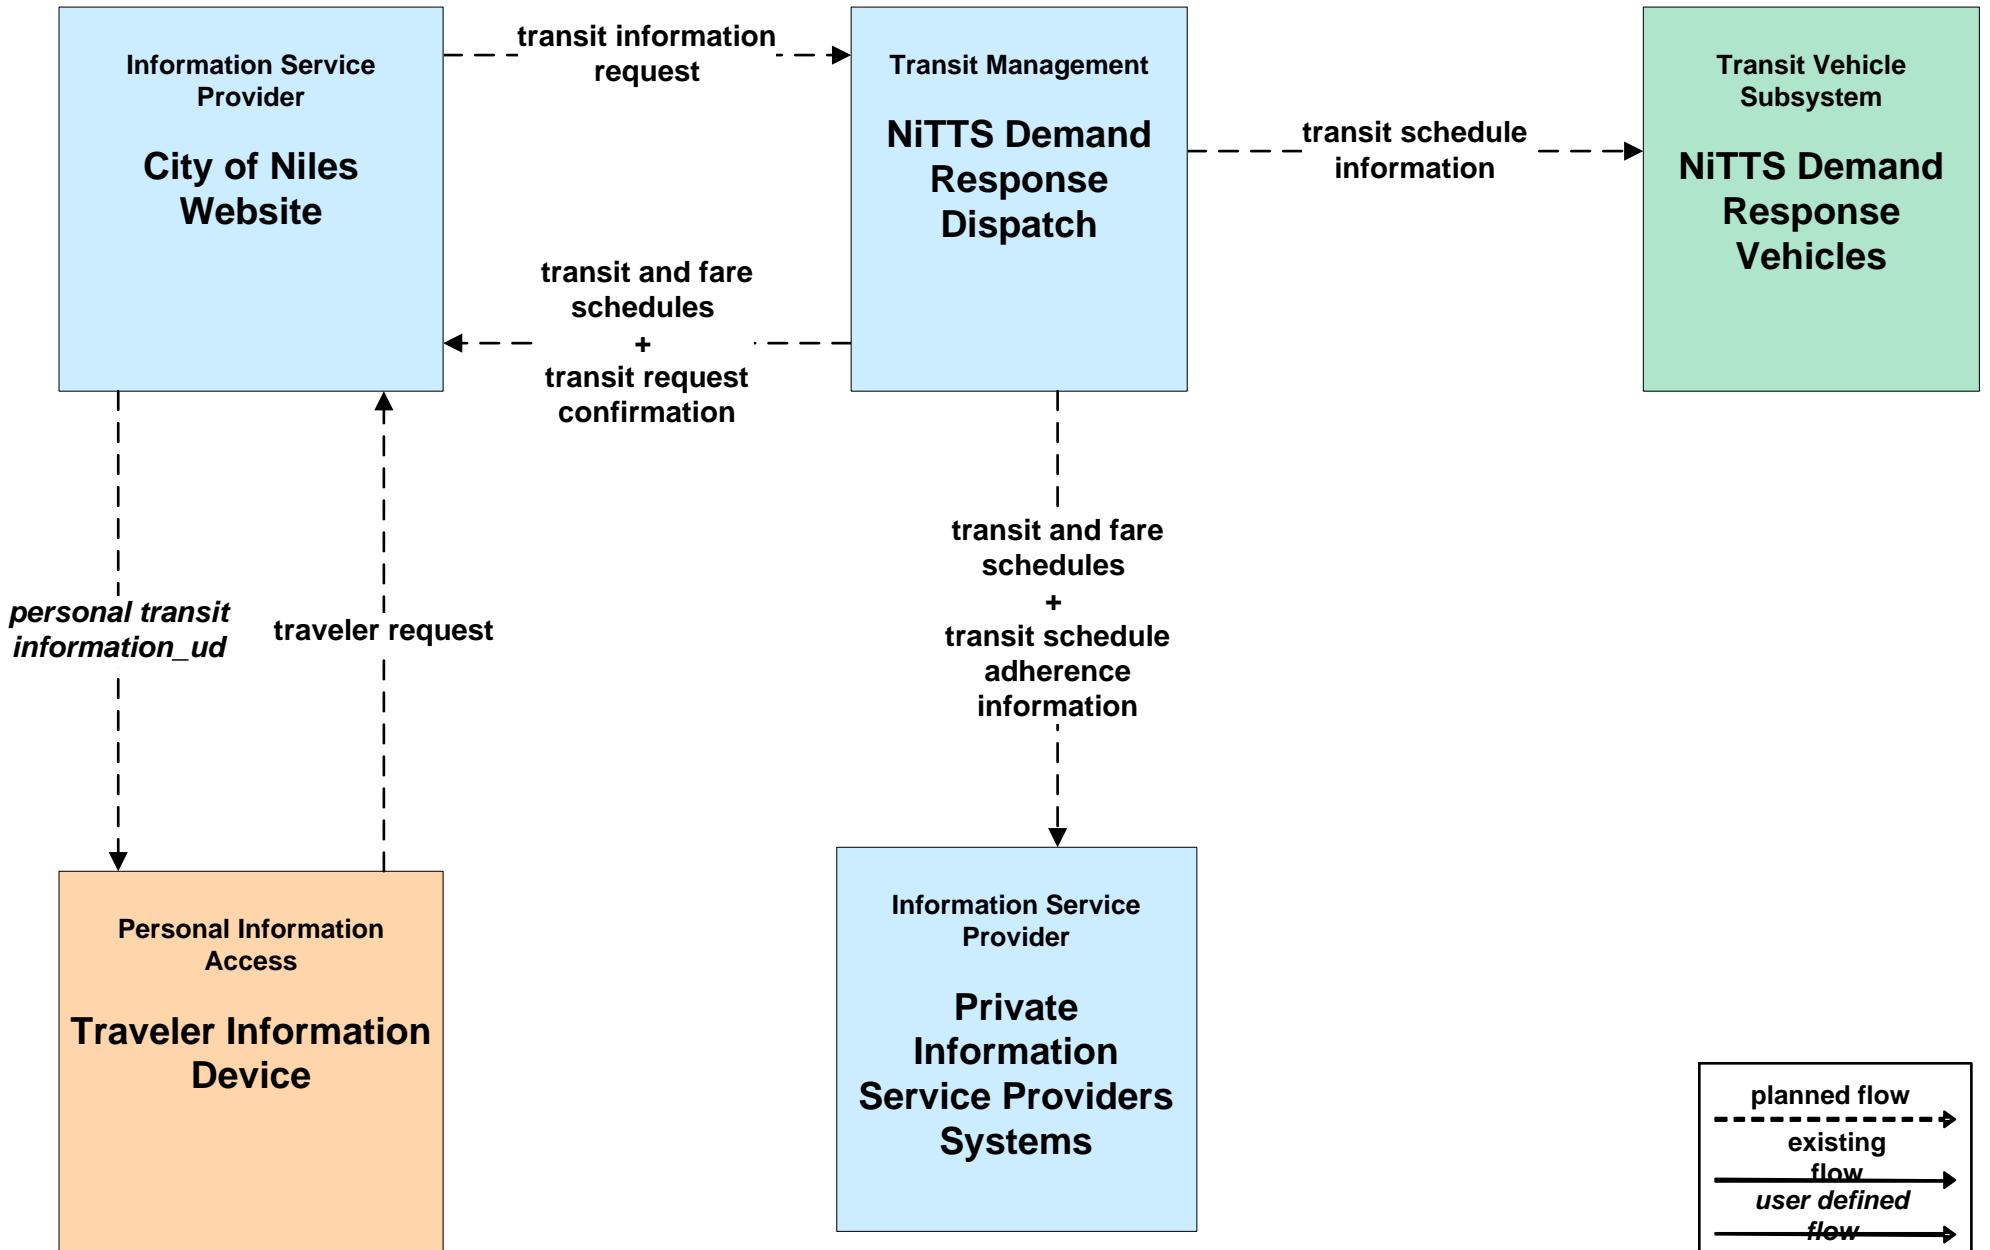 Information Service
Provider
City of Niles
Website
transit information
request
Transit Management
NiTTS Demand
Response
Dispatch
transit schedule
information
Transit Vehicle
Subsystem
NiTTS Demand
Response
Vehicles
transit and fare
schedules
+
transit request
confirmation
personal transit
information_ud
traveler request
transit and fare
schedules
+
transit schedule
adherence
information
Personal Information
Access
Traveler Information
Device
Information Service
Provider
Private
Information
Service Providers
Systems
planned flow
existing
flow
user defined
flow